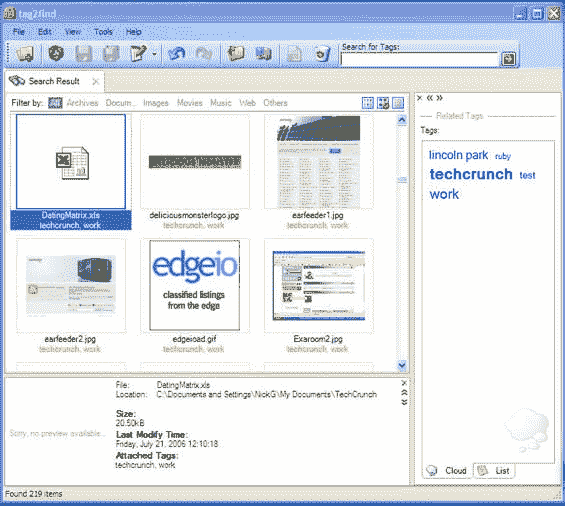 tag2find
File Edit View Tools Help
Search for Tags:
Search Result
Filter by: All Archives Docum... Images Movies Music Web Others
DatingMatrix.xls
techcrunch, work
deliciousmonsterlogo.jpg
techcrunch, work
earfeeder1.jpg
techcrunch, work
earfeeder2.jpg
techcrunch, work
edgeio
classified listings
from the edge
edgeioad.gif
techcrunch, work
Exaroom2.jpg
techcrunch, work
Related Tags
Tags:
lincoln park ruby
techcrunch test
work
Cloud List
Sorry, no preview available...
File: DatingMatrix.xls
Location: C:\Documents and Settings\NickG\My Documents\TechCrunch
Size:
20.50kB
Last Modify Time:
Friday, July 21, 2006 12:10:18
Attached Tags:
techcrunch, work
Found 219 items